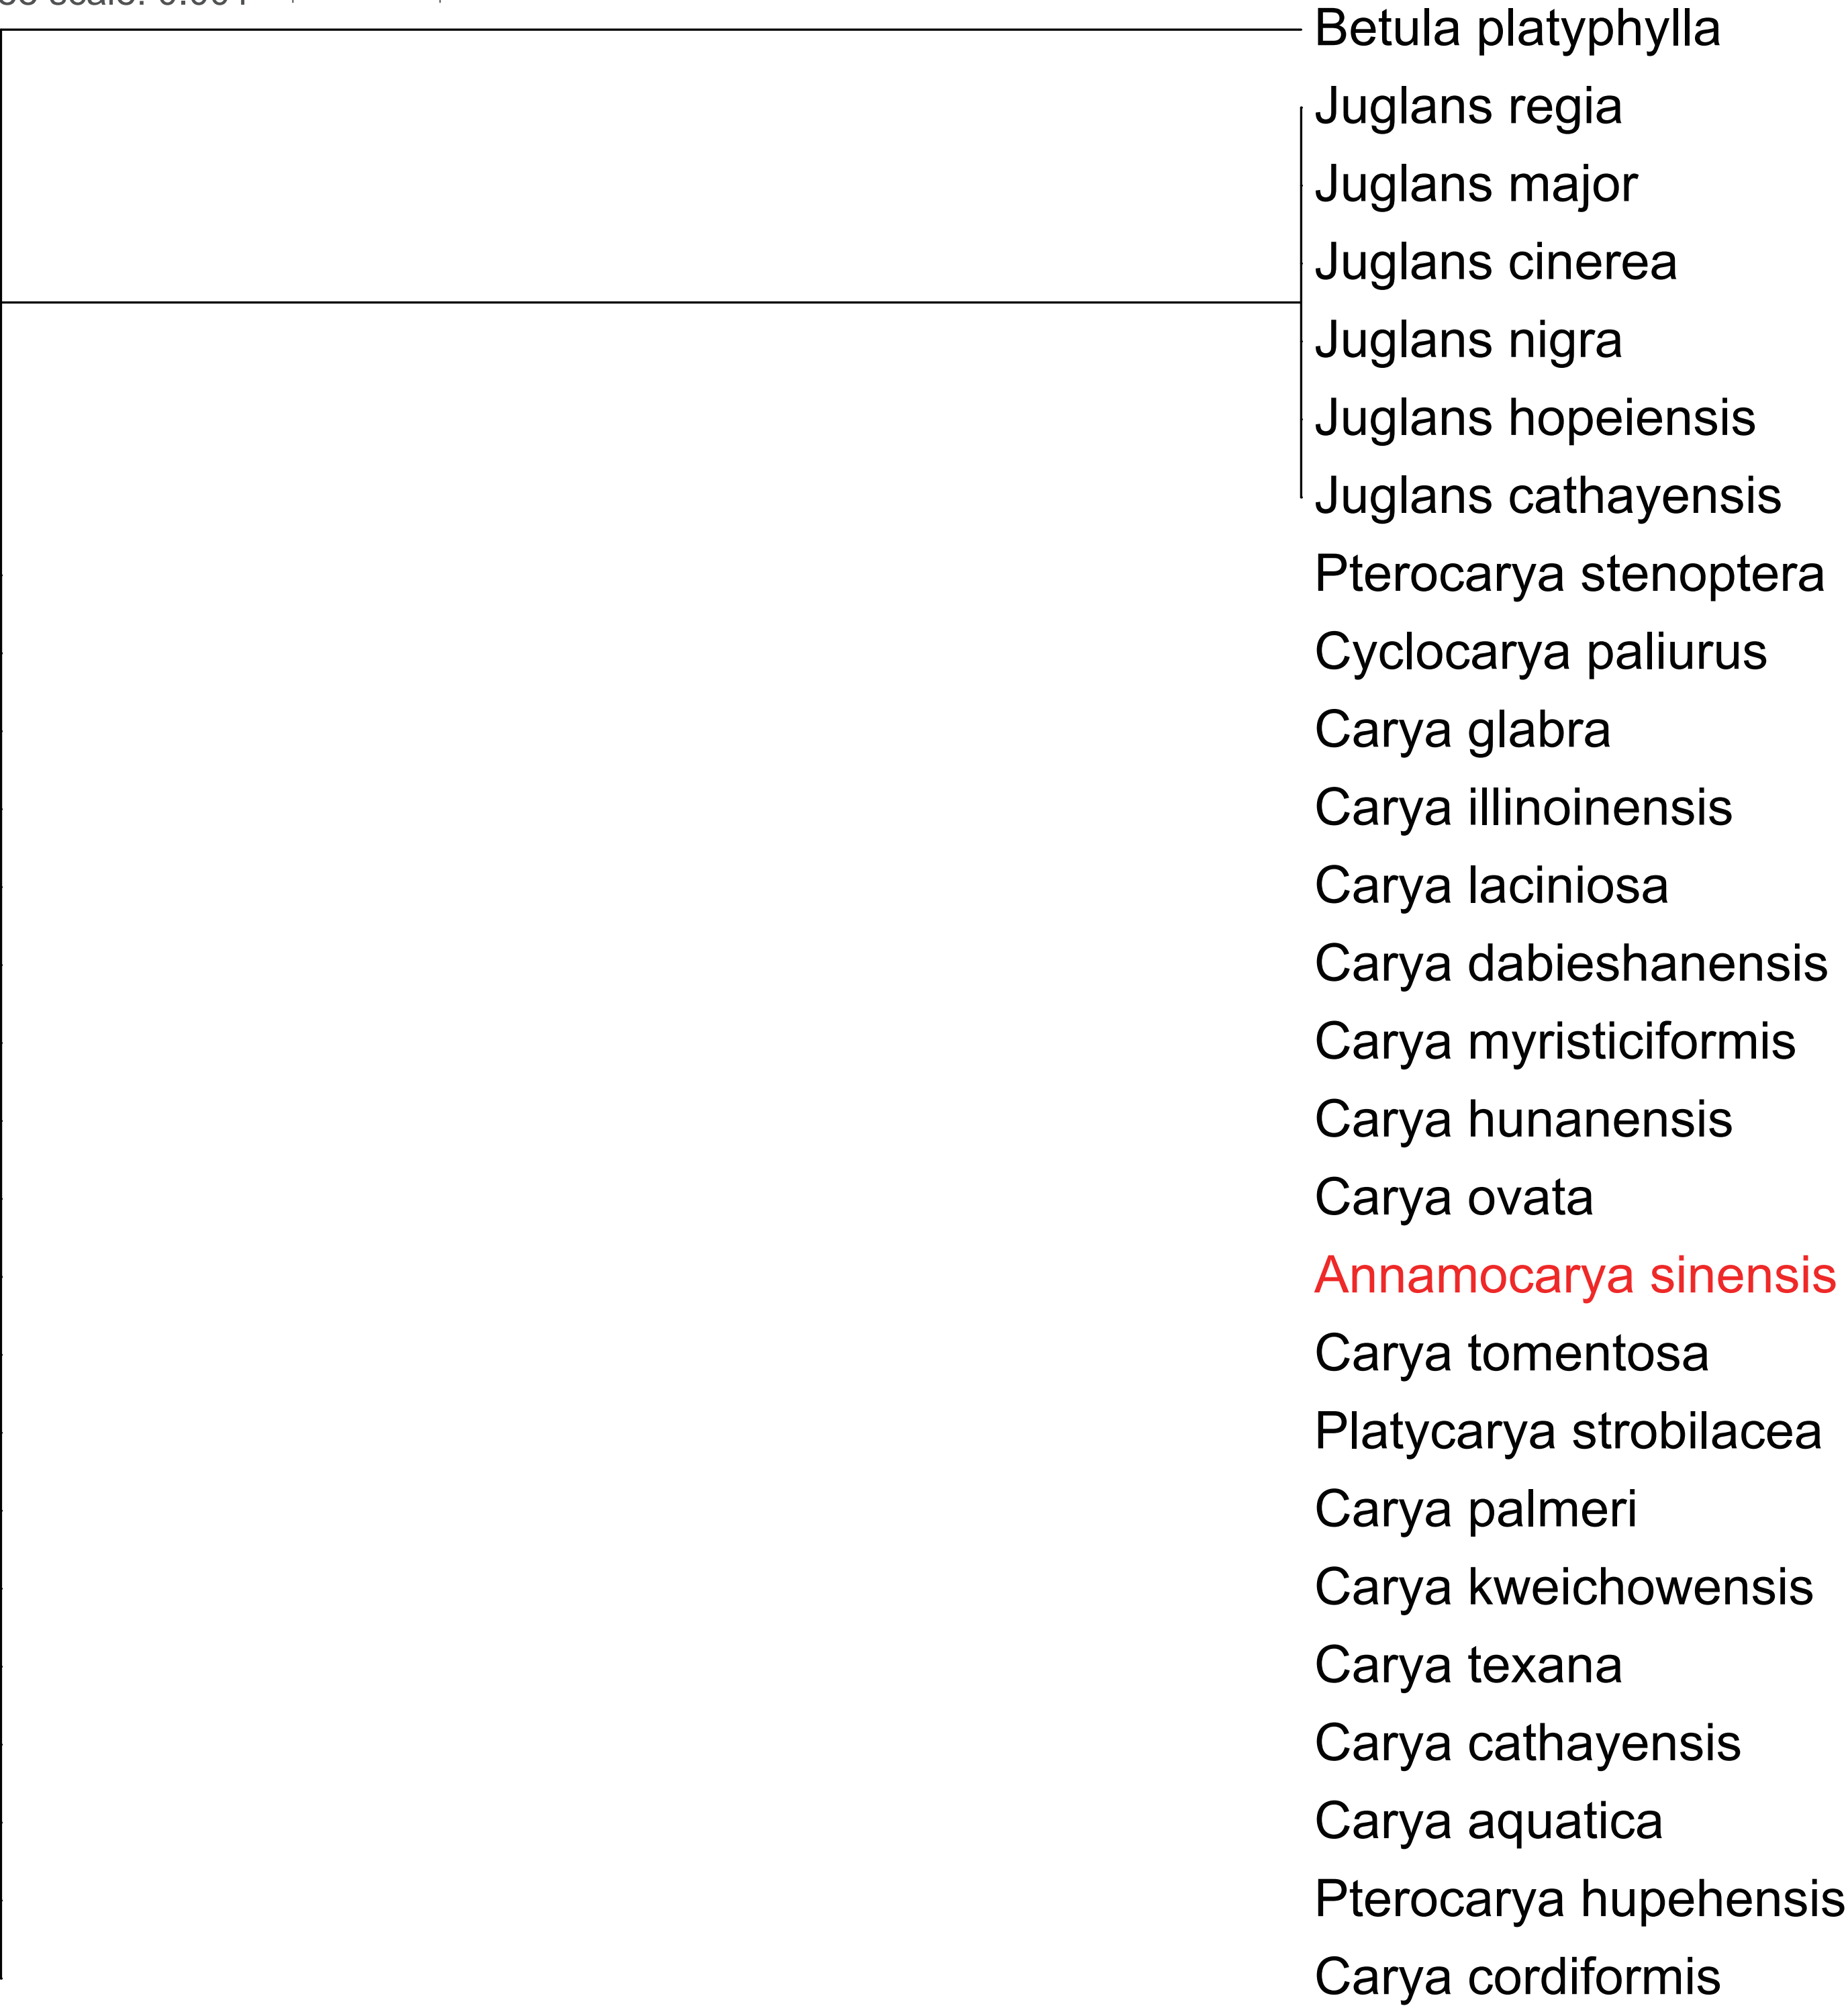 Betula platyphylla
Juglans regia
Juglans major
Juglans cinerea
Juglans nigra
Juglans hopeiensis
Juglans cathayensis
Pterocarya stenoptera
Cyclocarya paliurus
Carya glabra
Carya illinoinensis
Carya laciniosa
Carya dabieshanensis
Carya myristiciformis
Carya hunanensis
Carya ovata
Annamocarya sinensis
Carya tomentosa
Platycarya strobilacea
Carya palmeri
Carya kweichowensis
Carya texana
Carya cathayensis
Carya aquatica
Pterocarya hupehensis
Carya cordiformis